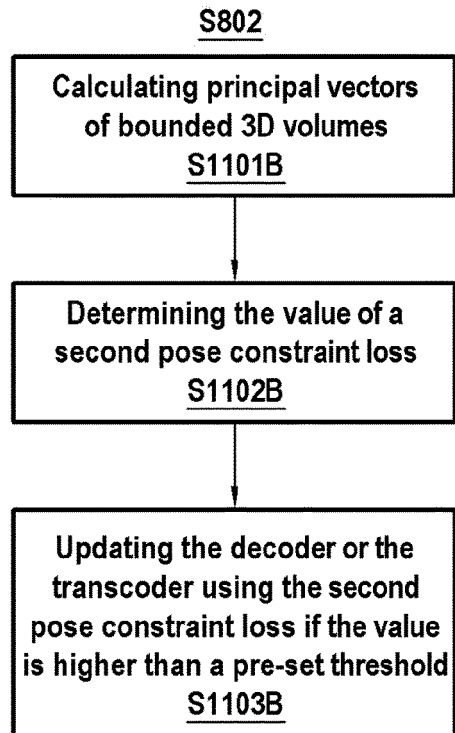 S802
Calculating principal vectors
of bounded 3D volumes
S1101B
Determining the value of a
second pose constraint loss
S1102B
Updating the decoder or the
transcoder using the second
pose constraint loss if the value
is higher than a pre-set threshold
S1103B